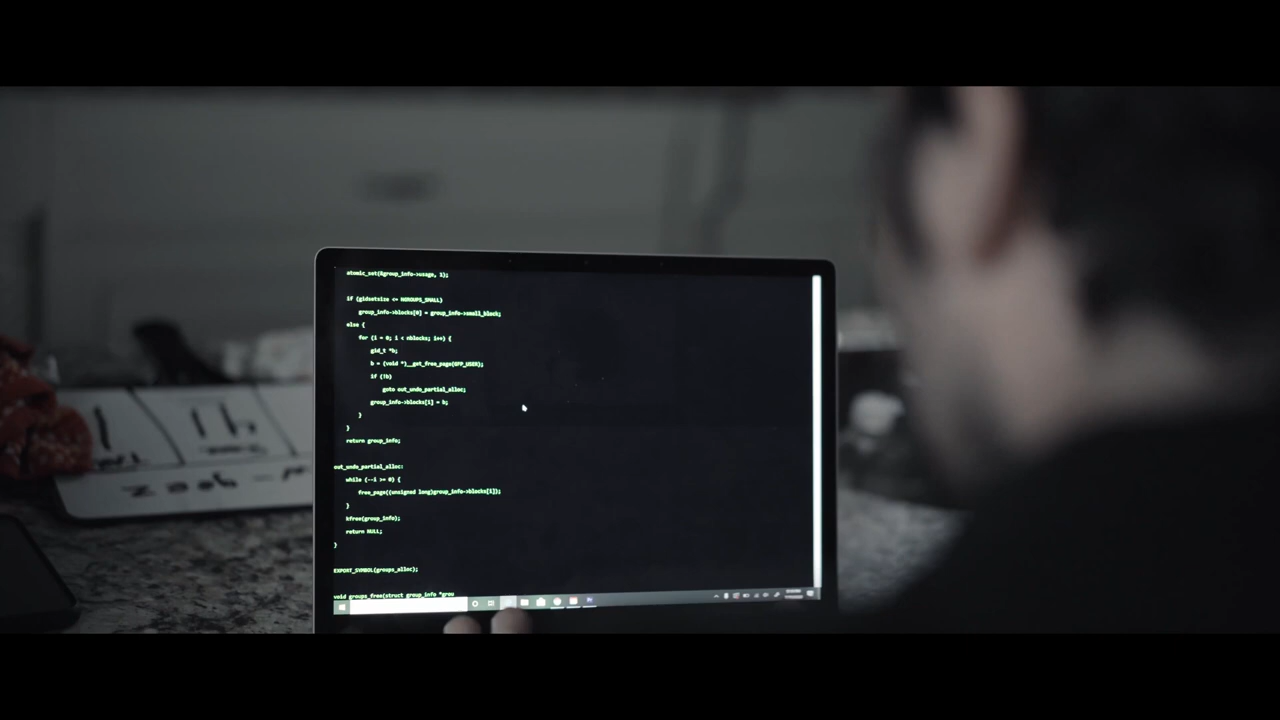 atomic_set(&group_info->usage, 1);
if (gidsetsize <= NGROUPS_SMALL)
group_info->blocks[0] = group_info->small_block;
else {
for (i = 0; i < nblocks; i++) {
gid_t *b;
b = (void *)__get_free_page(GFP_USER);
if (!b)
goto out_undo_partial_alloc;
group_info->blocks[i] = b;
}
}
return group_info;
out_undo_partial_alloc:
while (--i >= 0) {
free_page((unsigned long)group_info->blocks[i]);
}
kfree(group_info);
return NULL;
}
EXPORT_SYMBOL(groups_alloc);
void groups_free(struct group_info *grou